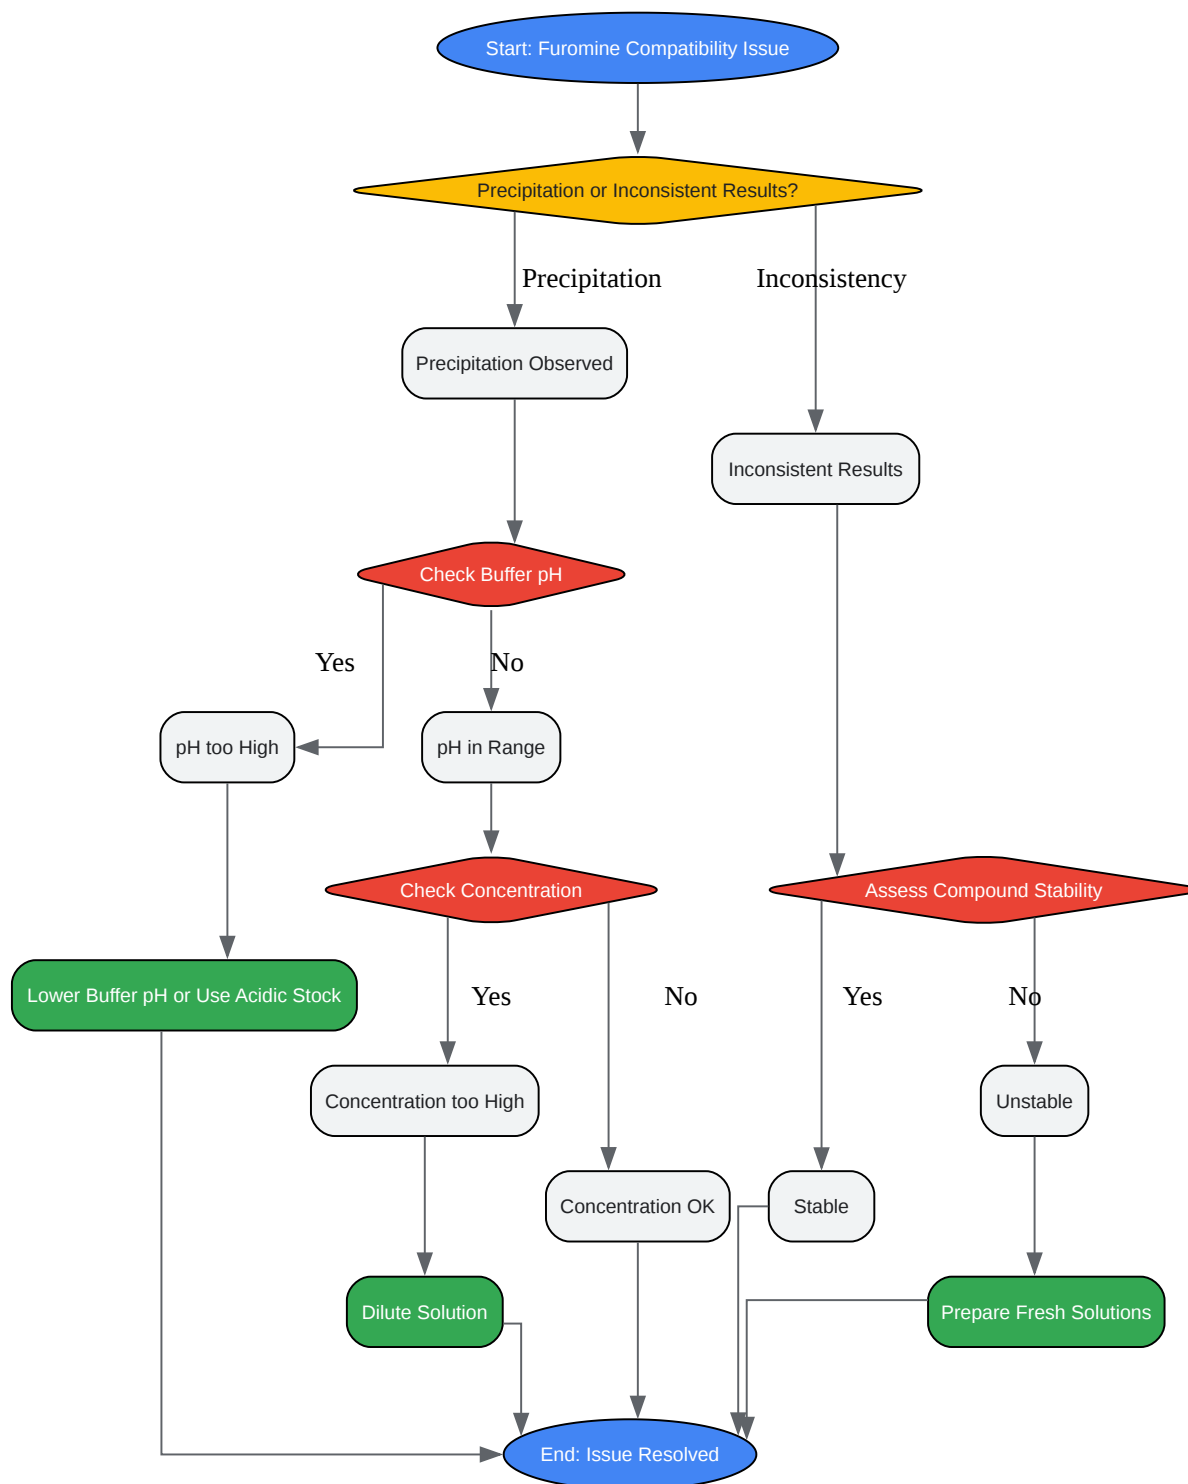 Start: Furomine Compatibility Issue
Precipitation or Inconsistent Results?
Precipitation
Inconsistency
Precipitation Observed
Inconsistent Results
Check Buffer pH
Yes
No
pH too High
pH in Range
Check Concentration
Assess Compound Stability
Lower Buffer pH or Use Acidic Stock
Yes
No
Yes
No
Concentration too High
Unstable
Concentration OK
Stable
Dilute Solution
Prepare Fresh Solutions
End: Issue Resolved